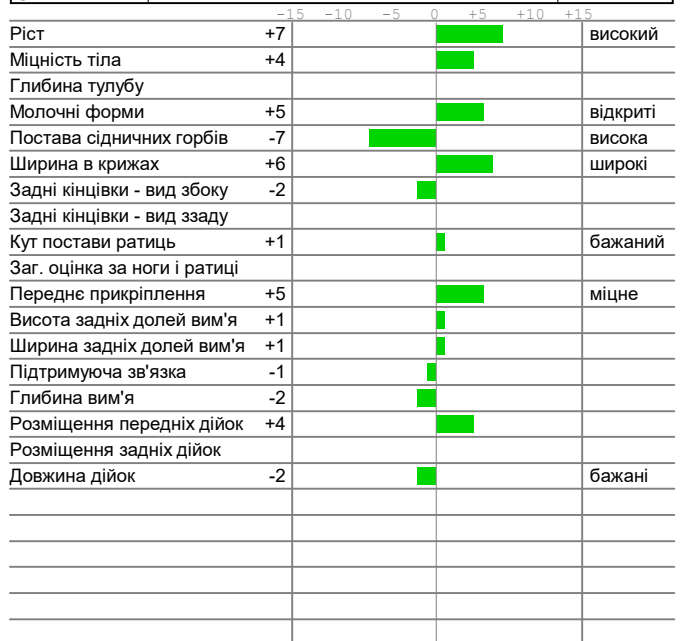 -15 -10 -5 0 +5 +10 +15
Ріст +7 високий
Міцність тіла +4
Глибина тулубу
Молочні форми +5 відкриті
Постава сідничних горбів -7 висока
Ширина в крижах +6 широкі
Задні кінцівки - вид збоку -2
Задні кінцівки - вид ззаду
Кут постави ратиць +1 бажаний
Заг. оцінка за ноги і ратиці
Переднє прикріплення +5 міцне
Висота задніх долей вим'я +1
Ширина задніх долей вим'я +1
Підтримуюча зв'язка -1
Глибина вим'я -2
Розміщення передніх дійок +4
Розміщення задніх дійок
Довжина дійок -2 бажані